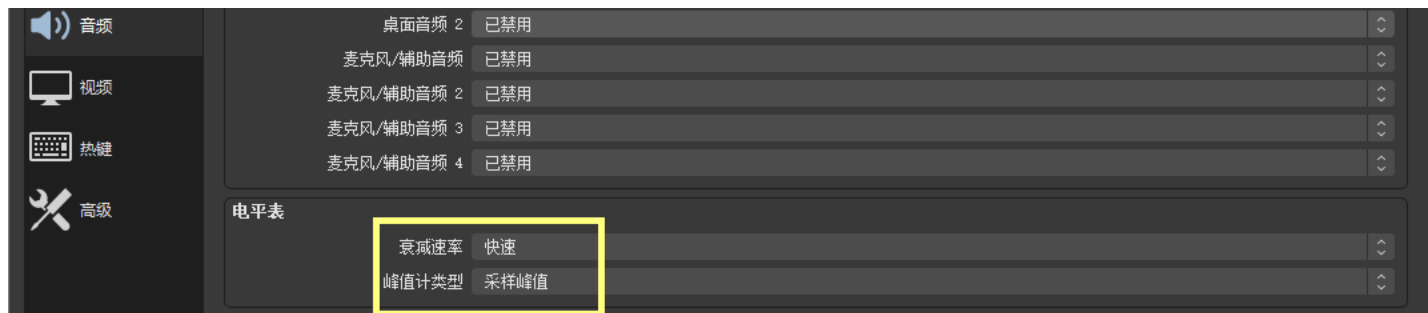 音频
桌面音频 2 已禁用
麦克风/辅助音频 已禁用
视频
麦克风/辅助音频 2 已禁用
麦克风/辅助音频 3 已禁用
热键
麦克风/辅助音频 4 已禁用
高级
电平表
衰减速率 快速
峰值计类型 采样峰值